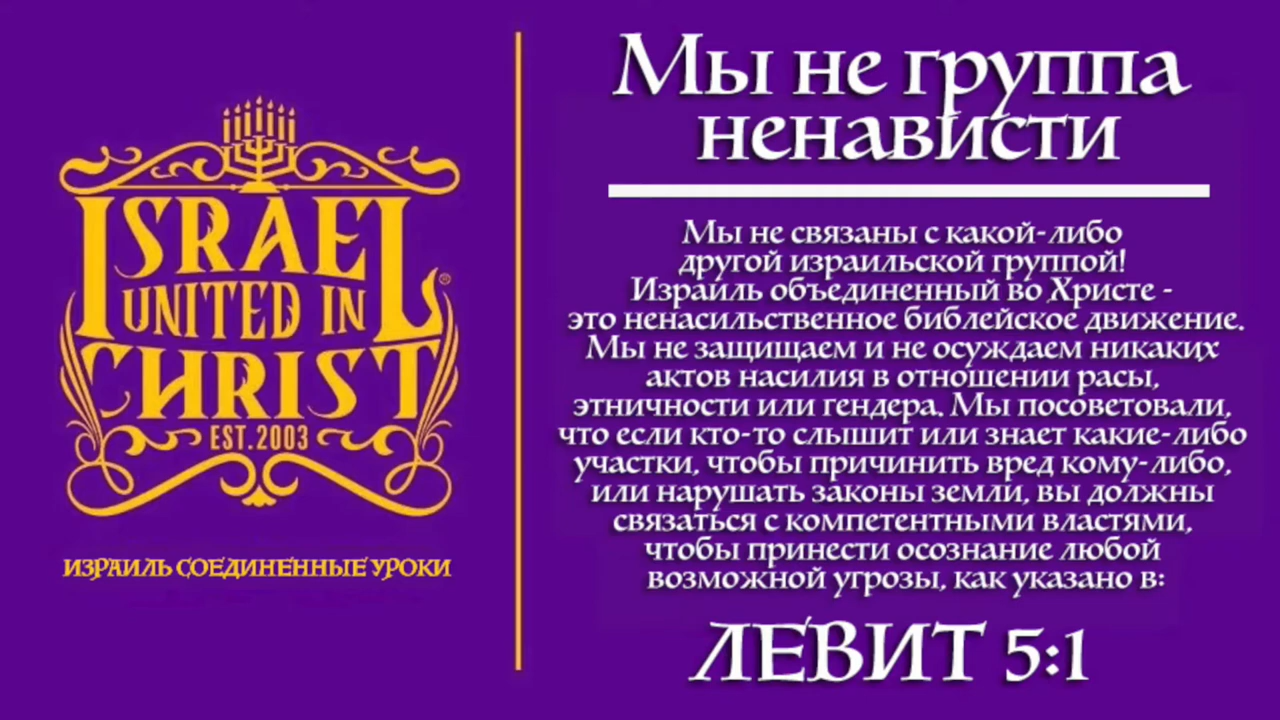 ISRAEL
UNITED IN
CHRIST
EST. 2003
ИЗРАИЛЬ СОЕДИНЕННЫЕ УРОКИ
Мы не группа
ненависти
Мы не связаны с какой-либо
другой израильской группой!
Израиль объединенный во Христе -
это ненасильственное библейское движение.
Мы не защищаем и не осуждаем никаких
актов насилия в отношении расы,
этничности или гендера. Мы посоветовали,
что если кто-то слышит или знает какие-либо
участки, чтобы причинить вред кому-либо,
или нарушать законы земли, вы должны
связаться с компетентными властями,
чтобы принести осознание любой
возможной угрозы, как указано в:
ЛЕВИТ 5:1